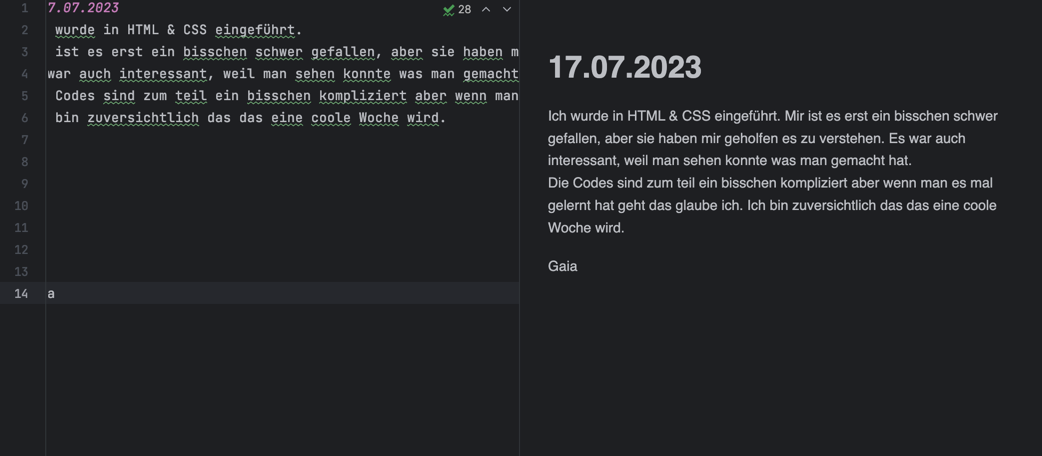 1 7.07.2023
28
2 wurde in HTML & CSS eingeführt.
3 ist es erst ein bisschen schwer gefallen, aber sie haben m
4 war auch interessant, weil man sehen konnte was man gemacht
5 Codes sind zum teil ein bisschen kompliziert aber wenn man
6 bin zuversichtlich das das eine coole Woche wird.
7
8
9
10
11
12
13
14 a
17.07.2023
Ich wurde in HTML & CSS eingeführt. Mir ist es erst ein bisschen schwer
gefallen, aber sie haben mir geholfen es zu verstehen. Es war auch
interessant, weil man sehen konnte was man gemacht hat.
Die Codes sind zum teil ein bisschen kompliziert aber wenn man es mal
gelernt hat geht das glaube ich. Ich bin zuversichtlich das das eine coole
Woche wird.
Gaia